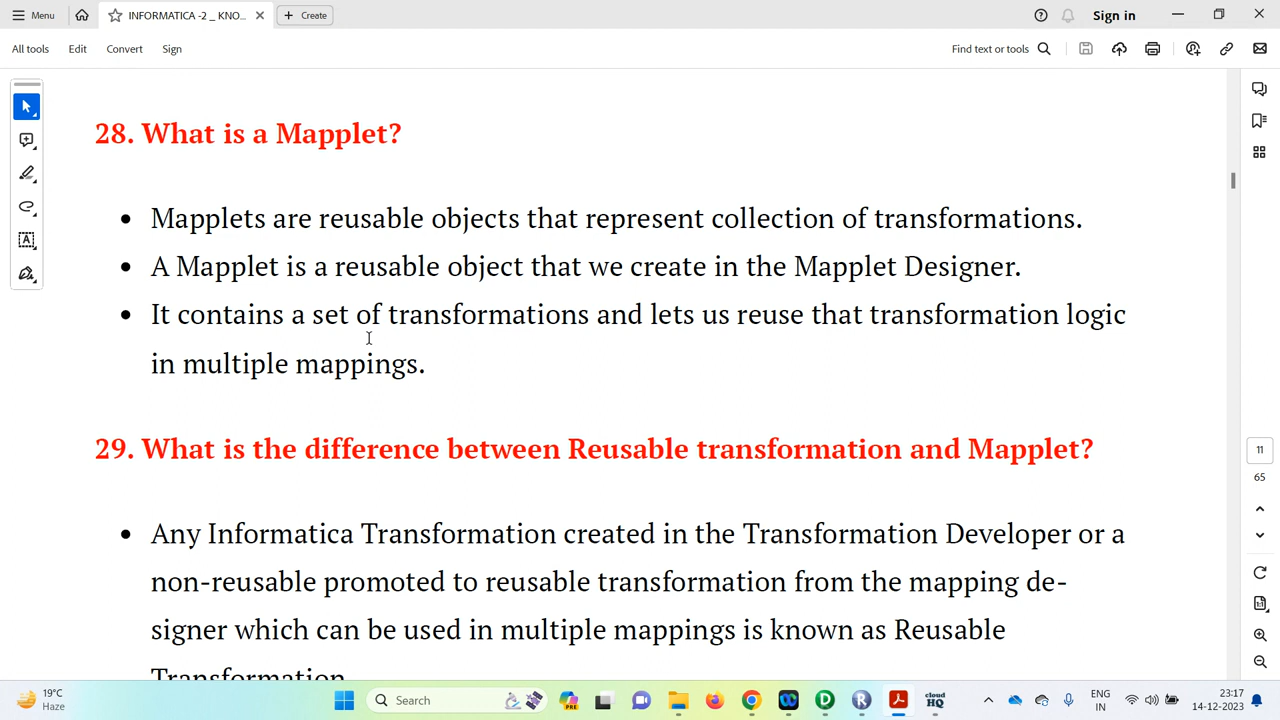 Menu
INFORMATICA -2 _ KNO...
Create
Sign in
All tools
Edit
Convert
Sign
Find text or tools
28. What is a Mapplet?
Mapplets are reusable objects that represent collection of transformations.
A Mapplet is a reusable object that we create in the Mapplet Designer.
It contains a set of transformations and lets us reuse that transformation logic
in multiple mappings.
29. What is the difference between Reusable transformation and Mapplet?
Any Informatica Transformation created in the Transformation Developer or a
non-reusable promoted to reusable transformation from the mapping de-
signer which can be used in multiple mappings is known as Reusable
Transformation.
11
65
19°C
Haze
Search
PRE
cloud
HQ
ENG
IN
23:17
14-12-2023